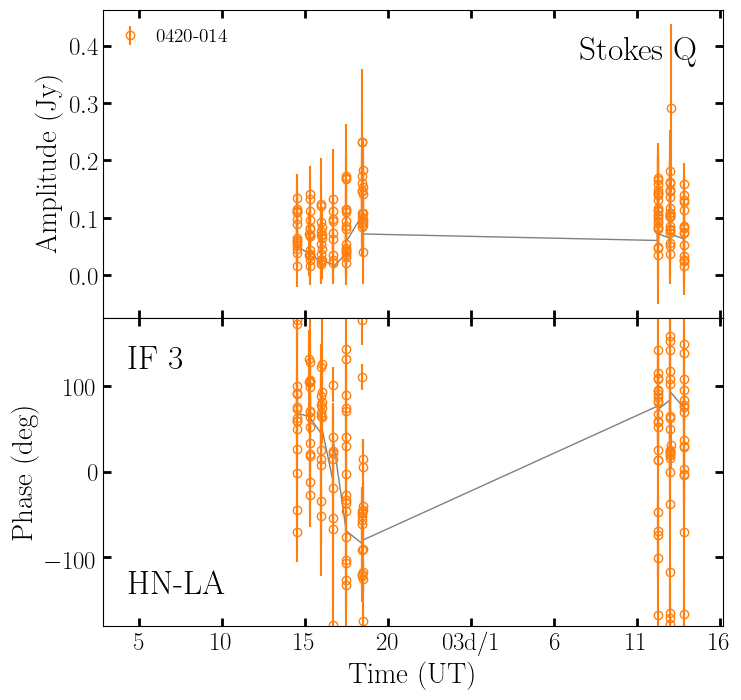 0420-014
Stokes Q
Amplitude (Jy)
0.4
0.3
0.2
0.1
0.0
IF 3
HN-LA
Phase (deg)
100
0
−100
5 10 15 20 03d/1 6 11 16
Time (UT)